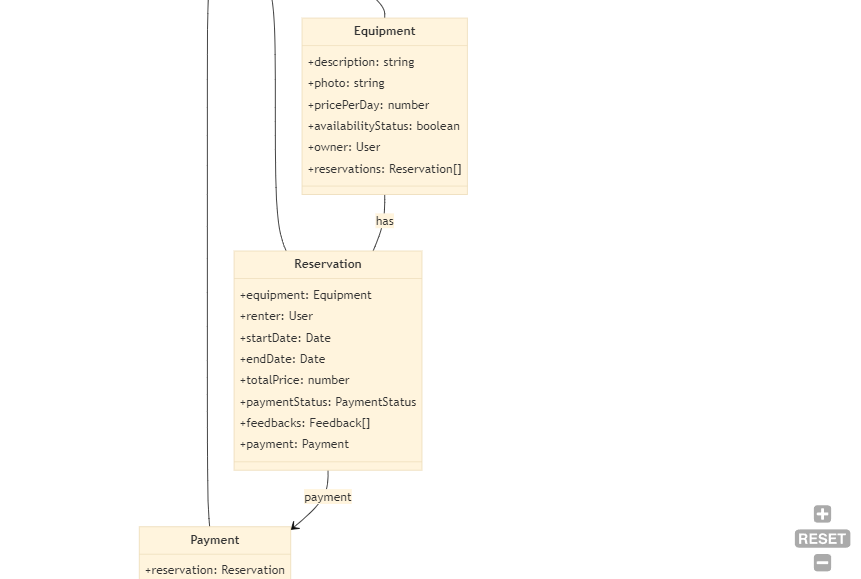 Equipment
+description: string
+photo: string
+pricePerDay: number
+availabilityStatus: boolean
+owner: User
+reservations: Reservation[]
has
Reservation
+equipment: Equipment
+renter: User
+startDate: Date
+endDate: Date
+totalPrice: number
+paymentStatus: PaymentStatus
+feedbacks: Feedback[]
+payment: Payment
payment
Payment
+reservation: Reservation
+
RESET
−